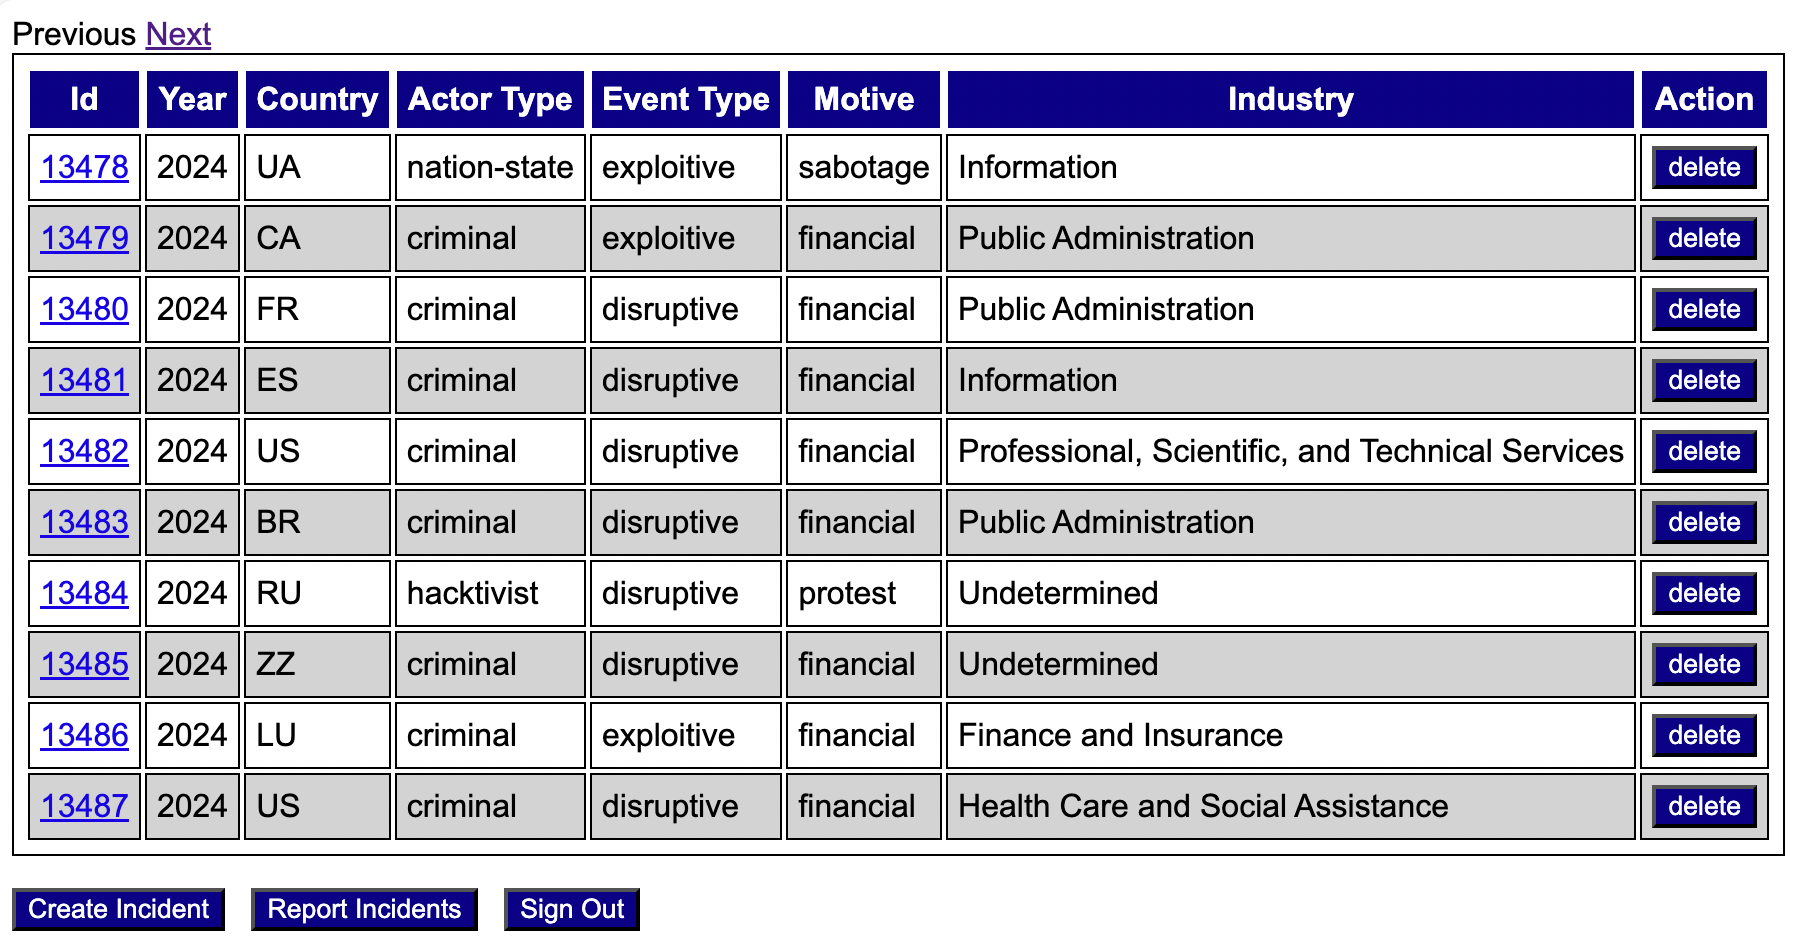 Previous Next
Id Year Country Actor Type Event Type Motive Industry Action
13478 2024 UA nation-state exploitive sabotage Information delete
13479 2024 CA criminal exploitive financial Public Administration delete
13480 2024 FR criminal disruptive financial Public Administration delete
13481 2024 ES criminal disruptive financial Information delete
13482 2024 US criminal disruptive financial Professional, Scientific, and Technical Services delete
13483 2024 BR criminal disruptive financial Public Administration delete
13484 2024 RU hacktivist disruptive protest Undetermined delete
13485 2024 ZZ criminal disruptive financial Undetermined delete
13486 2024 LU criminal exploitive financial Finance and Insurance delete
13487 2024 US criminal disruptive financial Health Care and Social Assistance delete
Create Incident Report Incidents Sign Out